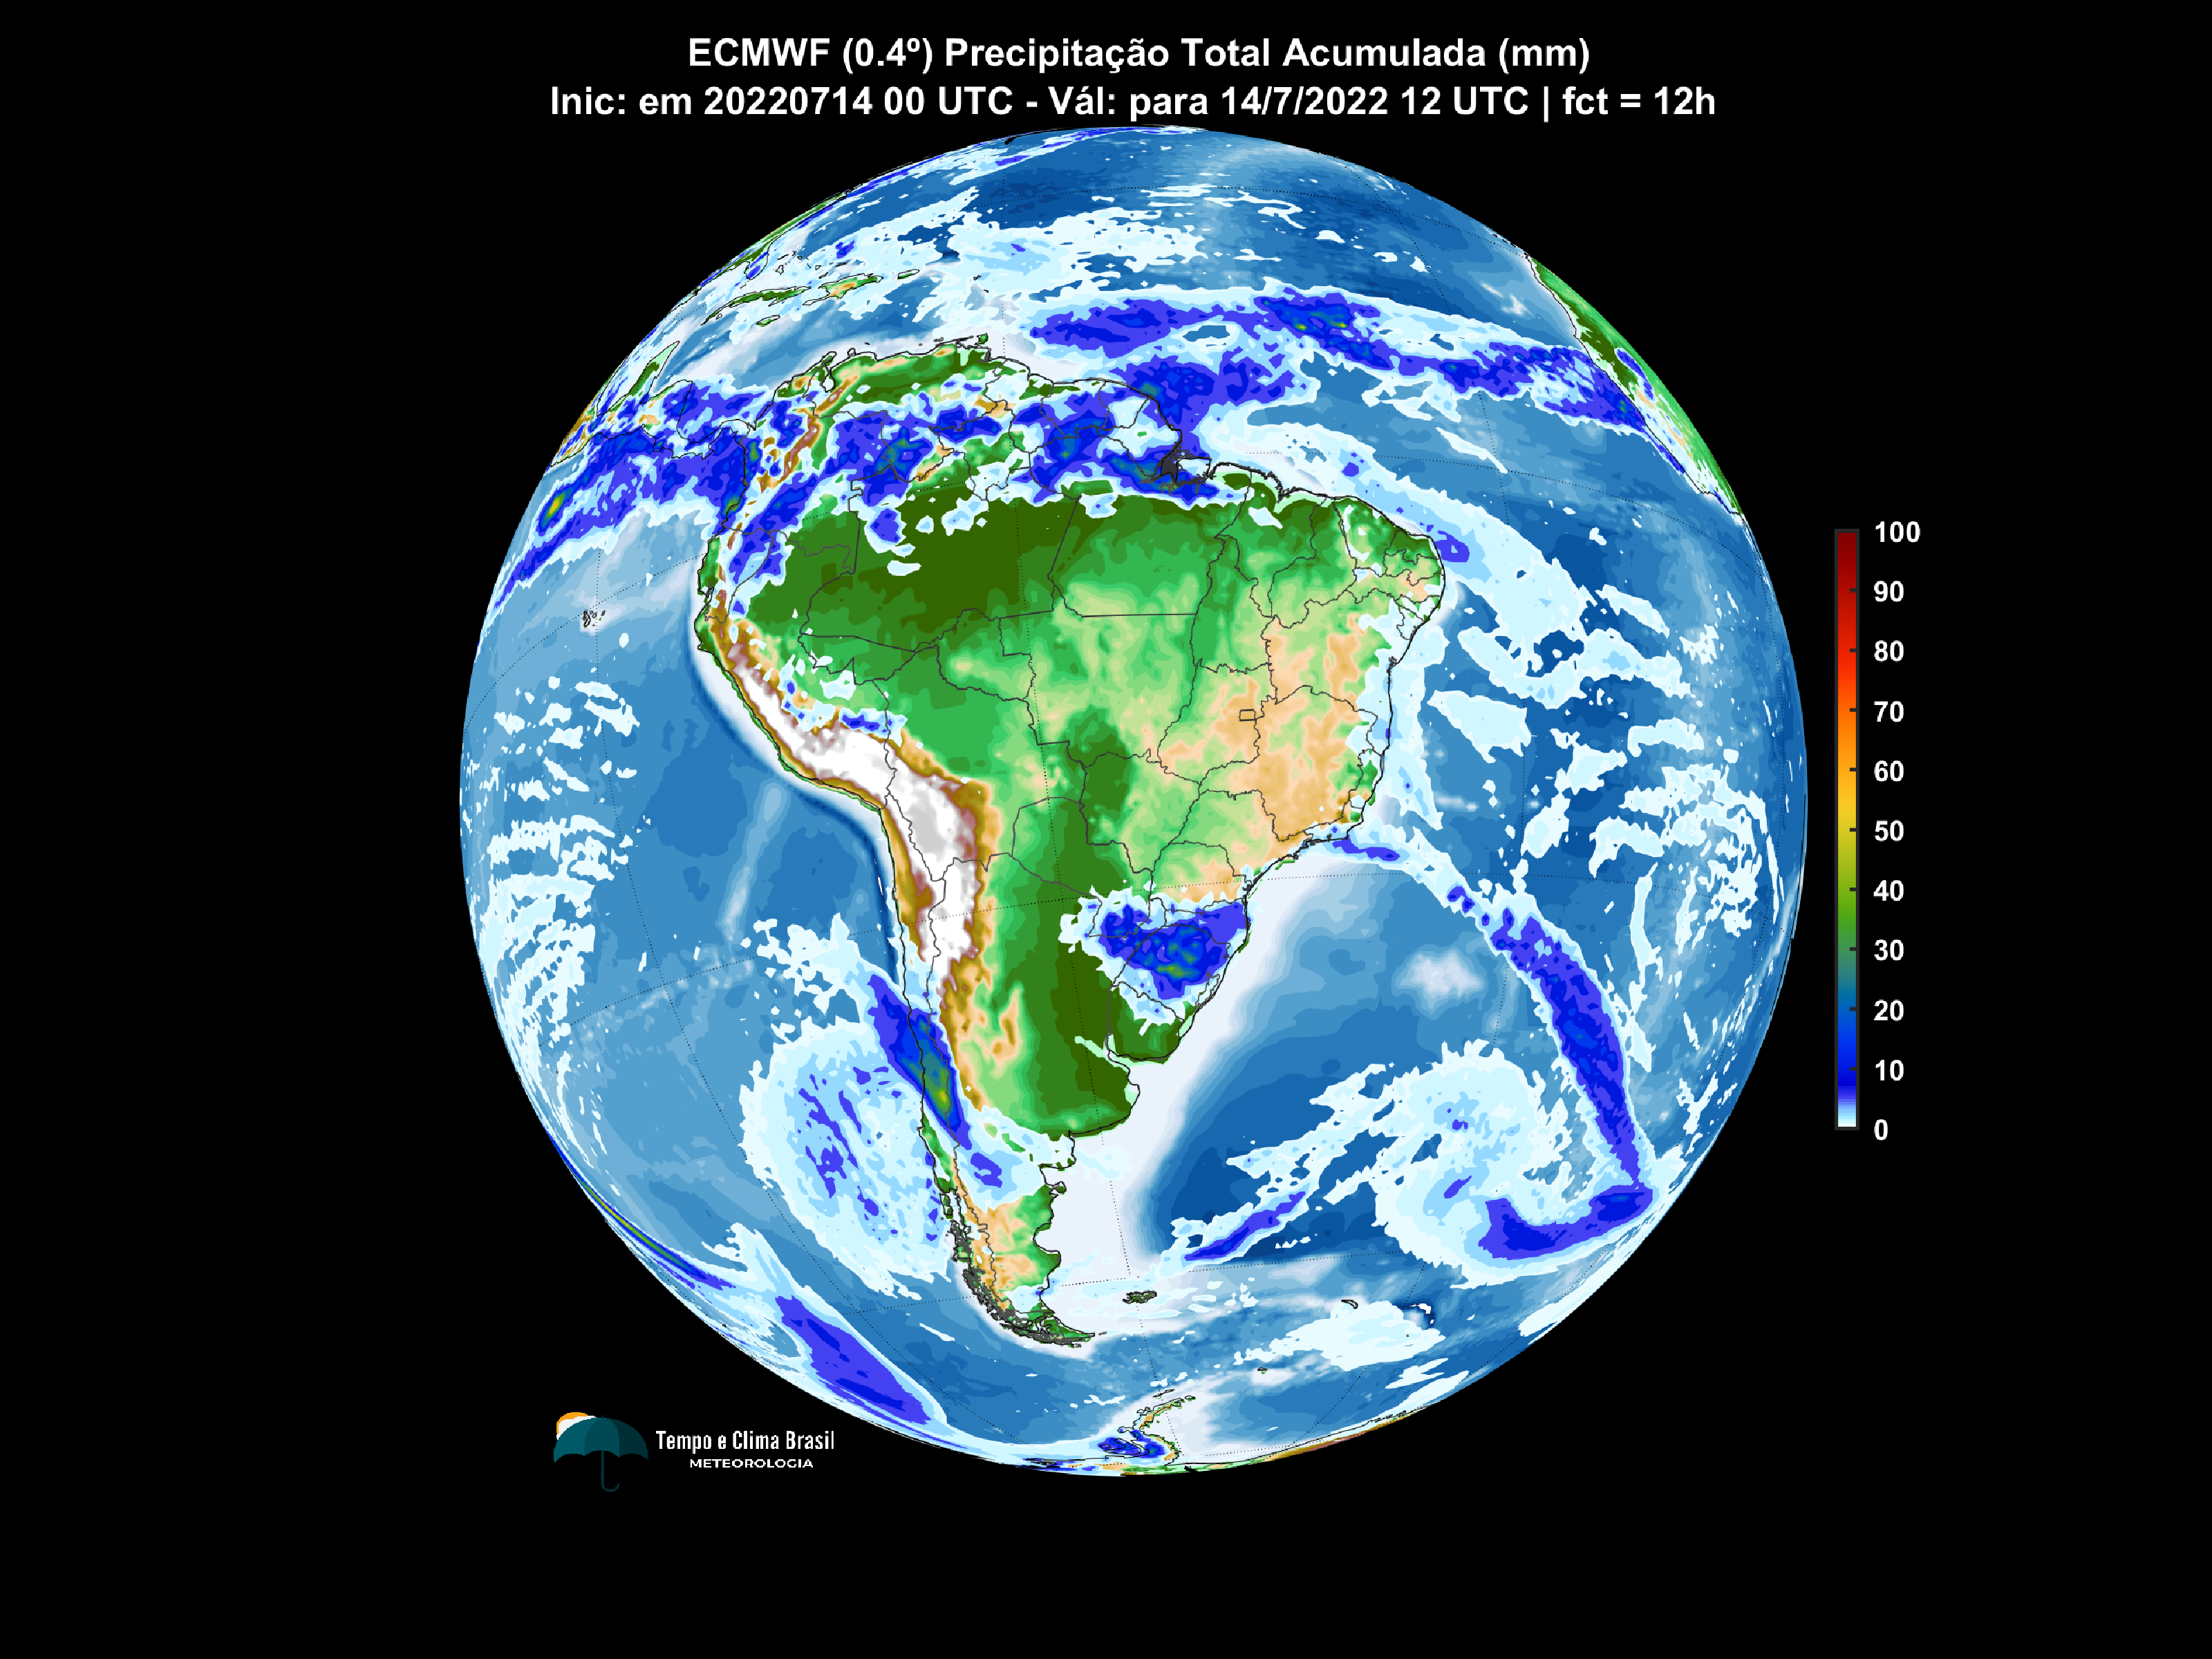 ECMWF (0.4º) Precipitação Total Acumulada (mm)
Inic: em 20220714 00 UTC - Vál: para 14/7/2022 12 UTC | fct = 12h
100
90
80
70
60
50
40
30
20
10
0
Tempo e Clima Brasil
METEOROLOGIA